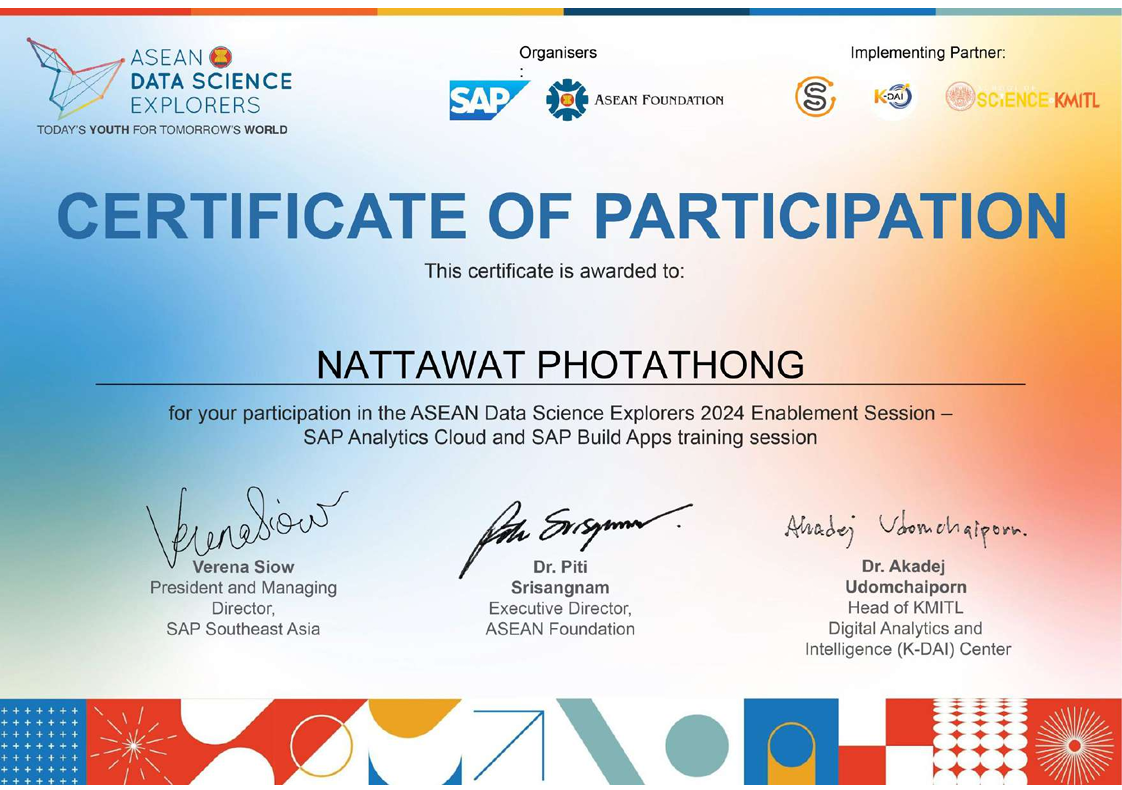 ASEAN
DATA SCIENCE
EXPLORERS
TODAY'S YOUTH FOR TOMORROW'S WORLD
Organisers
:
SAP
ASEAN FOUNDATION
Implementing Partner:
S
K-DAI
SCiENCE KMITL
CERTIFICATE OF PARTICIPATION
This certificate is awarded to:
NATTAWAT PHOTATHONG
for your participation in the ASEAN Data Science Explorers 2024 Enablement Session –
SAP Analytics Cloud and SAP Build Apps training session
Verena Siow
Verena Siow
President and Managing
Director,
SAP Southeast Asia
Srisangnam
Dr. Piti
Srisangnam
Executive Director,
ASEAN Foundation
Akadej Udomchaiporn.
Dr. Akadej
Udomchaiporn
Head of KMITL
Digital Analytics and
Intelligence (K-DAI) Center